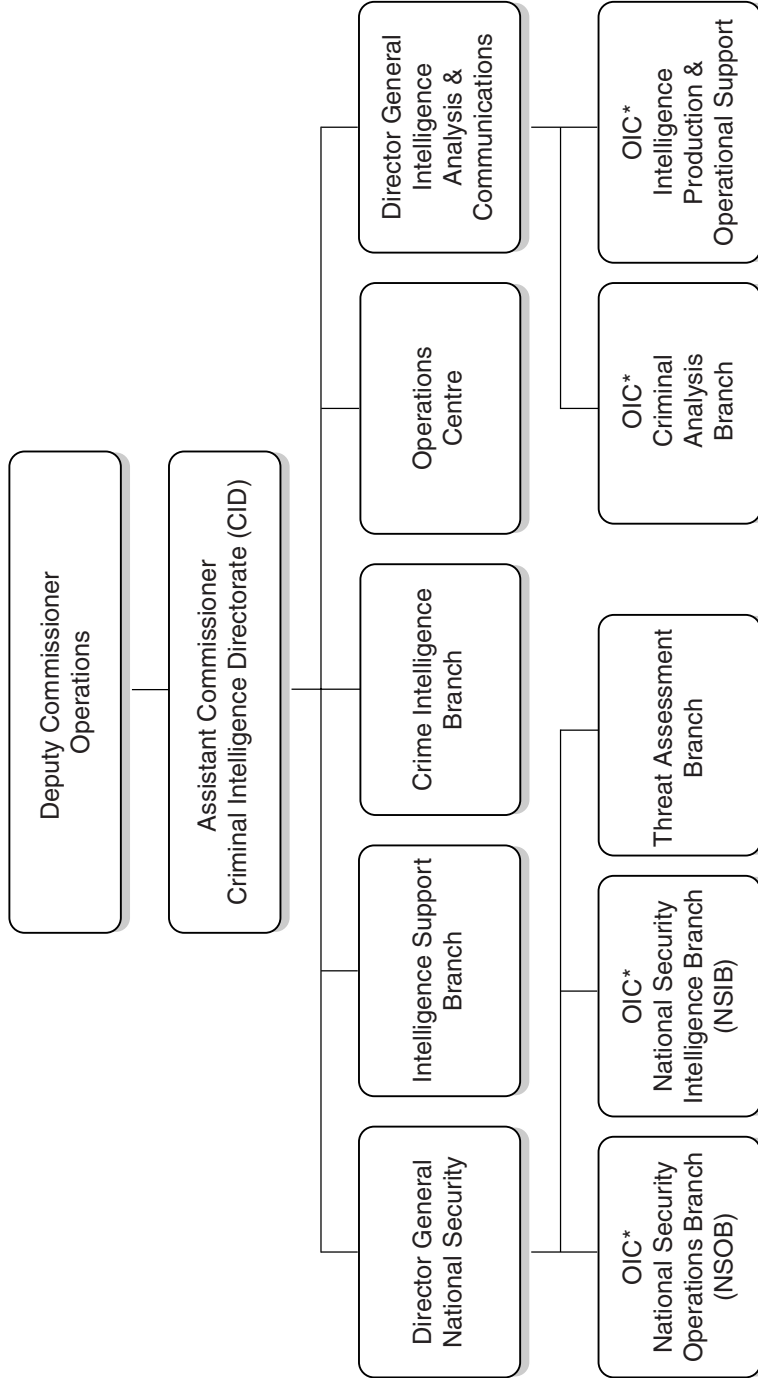 Deputy Commissioner
Operations
Assistant Commissioner
Criminal Intelligence Directorate (CID)
Director General
National Security
Intelligence Support
Branch
Crime Intelligence
Branch
Operations
Centre
Director General
Intelligence
Analysis &
Communications
OIC*
National Security
Operations Branch
(NSOB)
OIC*
National Security
Intelligence Branch
(NSIB)
Threat Assessment
Branch
OIC*
Criminal
Analysis
Branch
OIC*
Intelligence
Production &
Operational Support